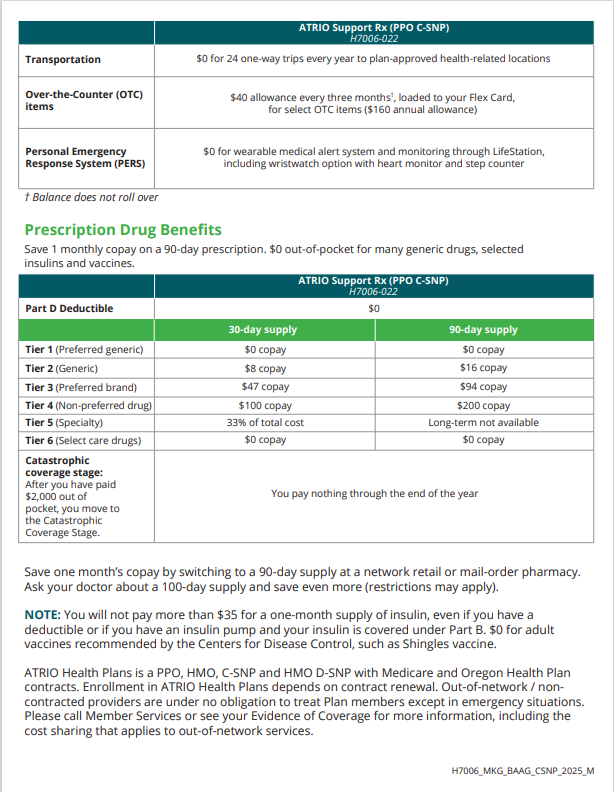 ATRIO Support Rx (PPO C-SNP)
H7006-022
Transportation
$0 for 24 one-way trips every year to plan-approved health-related locations
Over-the-Counter (OTC)
items
$40 allowance every three months†, loaded to your Flex Card,
for select OTC items ($160 annual allowance)
Personal Emergency
Response System (PERS)
$0 for wearable medical alert system and monitoring through LifeStation,
including wristwatch option with heart monitor and step counter
† Balance does not roll over
Prescription Drug Benefits
Save 1 monthly copay on a 90-day prescription. $0 out-of-pocket for many generic drugs, selected
insulins and vaccines.
ATRIO Support Rx (PPO C-SNP)
H7006-022
Part D Deductible
$0
30-day supply
90-day supply
Tier 1 (Preferred generic)
$0 copay
$0 copay
Tier 2 (Generic)
$8 copay
$16 copay
Tier 3 (Preferred brand)
$47 copay
$94 copay
Tier 4 (Non-preferred drug)
$100 copay
$200 copay
Tier 5 (Specialty)
33% of total cost
Long-term not available
Tier 6 (Select care drugs)
$0 copay
$0 copay
Catastrophic
coverage stage:
After you have paid
$2,000 out of
pocket, you move to
the Catastrophic
Coverage Stage.
You pay nothing through the end of the year
Save one month's copay by switching to a 90-day supply at a network retail or mail-order pharmacy.
Ask your doctor about a 100-day supply and save even more (restrictions may apply).
NOTE: You will not pay more than $35 for a one-month supply of insulin, even if you have a
deductible or if you have an insulin pump and your insulin is covered under Part B. $0 for adult
vaccines recommended by the Centers for Disease Control, such as Shingles vaccine.
ATRIO Health Plans is a PPO, HMO, C-SNP and HMO D-SNP with Medicare and Oregon Health Plan
contracts. Enrollment in ATRIO Health Plans depends on contract renewal. Out-of-network / non-
contracted providers are under no obligation to treat Plan members except in emergency situations.
Please call Member Services or see your Evidence of Coverage for more information, including the
cost sharing that applies to out-of-network services.
H7006_MKG_BAAG_CSNP_2025_M